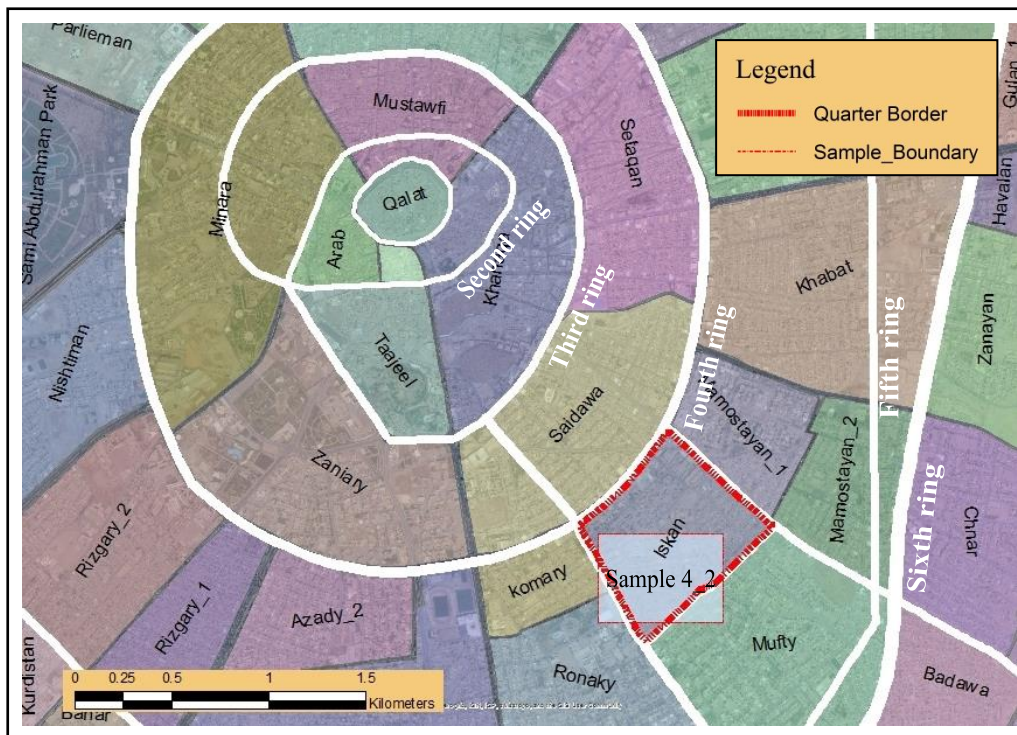 Parlieman
Sami Abdulrahman Park
Minara
Mustawfi
Qalat
Arab
Second ring
Setaqan
Third ring
Legend
Quarter Border
Sample_Boundary
Gulan_1
Havalan
Khabat
Zanayan
Fifth ring
Fourth ring
Nishtiman
Taajeel
Saidawa
Mamostayan_1
Mamostayan_2
Sixth ring
Chnar
Zaniary
Iskan
Sample 4_2
komary
Rizgary_2
Rizgary_1
Azady_2
Ronaky
Mufty
Badawa
Kurdistan
0 0.25 0.5 1 1.5
Kilometers